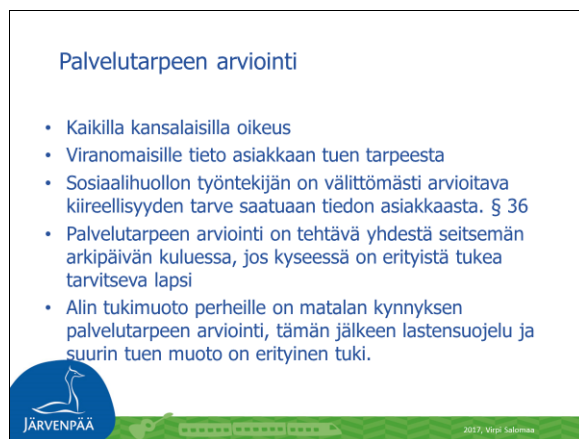 Palvelutarpeen arviointi
• Kaikilla kansalaisilla oikeus
• Viranomaisille tieto asiakkaan tuen tarpeesta
• Sosiaalihuollon työntekijän on välittömästi arvioitava
kiireellisyyden tarve saatuaan tiedon asiakkaasta. § 36
• Palvelutarpeen arviointi on tehtävä yhdestä seitsemän
arkipäivän kuluessa, jos kyseessä on erityistä tukea
tarvitseva lapsi
• Alin tukimuoto perheille on matalan kynnyksen
palvelutarpeen arviointi, tämän jälkeen lastensuojelu ja
suurin tuen muoto on erityinen tuki.
JÄRVENPÄÄ
2017, Virpi Salomaa